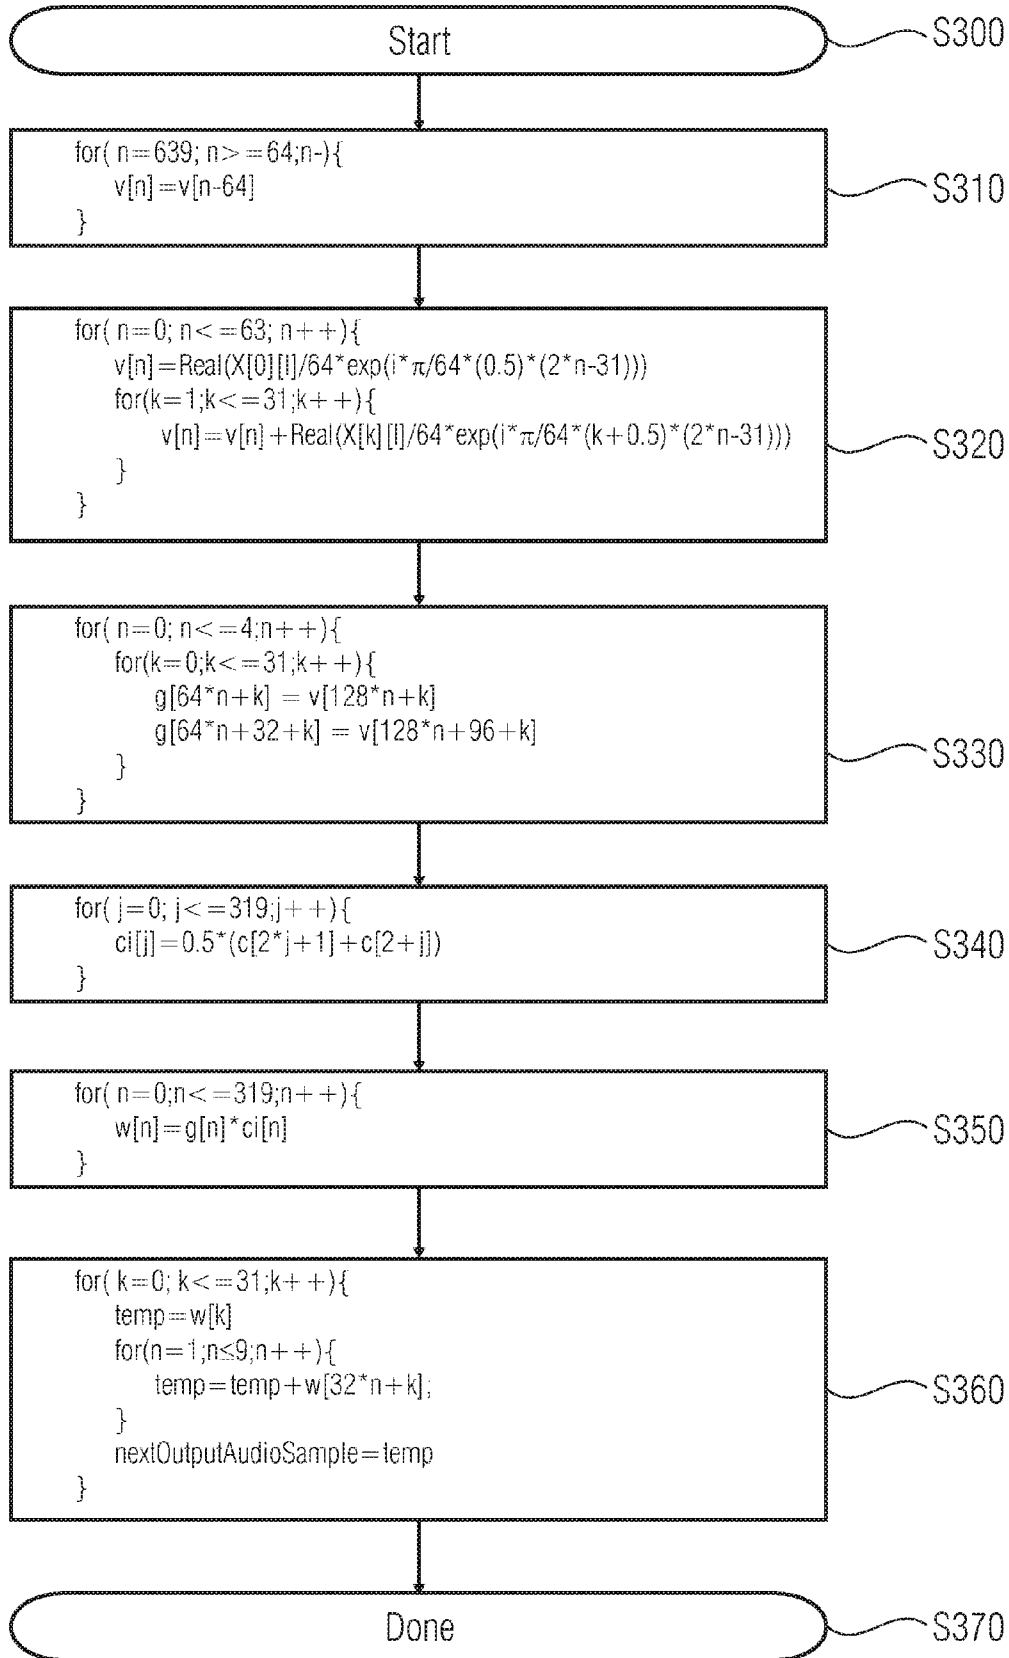 Start
S300
for( n=639; n>=64;n-){
v[n]=v[n-64]
}
S310
for( n=0; n<=63; n++){
v[n]=Real(X[0][l]/64*exp(i*π/64*(0.5)*(2*n-31)))
for(k=1;k<=31;k++){
v[n]=v[n]+Real(X[k][l]/64*exp(i*π/64*(k+0.5)*(2*n-31)))
}
}
S320
for( n=0; n<=4;n++){
for(k=0;k<=31;k++){
g[64*n+k] = v[128*n+k]
g[64*n+32+k] = v[128*n+96+k]
}
}
S330
for( j=0; j<=319;j++){
ci[j]=0.5*(c[2*j+1]+c[2+j])
}
S340
for( n=0;n<=319;n++){
w[n]=g[n]*ci[n]
}
S350
for( k=0; k<=31;k++){
temp=w[k]
for(n=1;n≤9;n++){
temp=temp+w[32*n+k];
}
nextOutputAudioSample=temp
}
S360
Done
S370